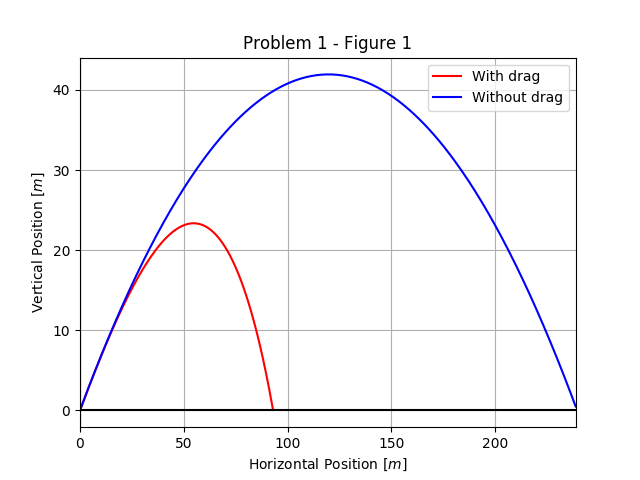 Problem 1 - Figure 1
With drag
Without drag
40
30
20
10
0
Vertical Position [m]
0
50
100
150
200
Horizontal Position [m]